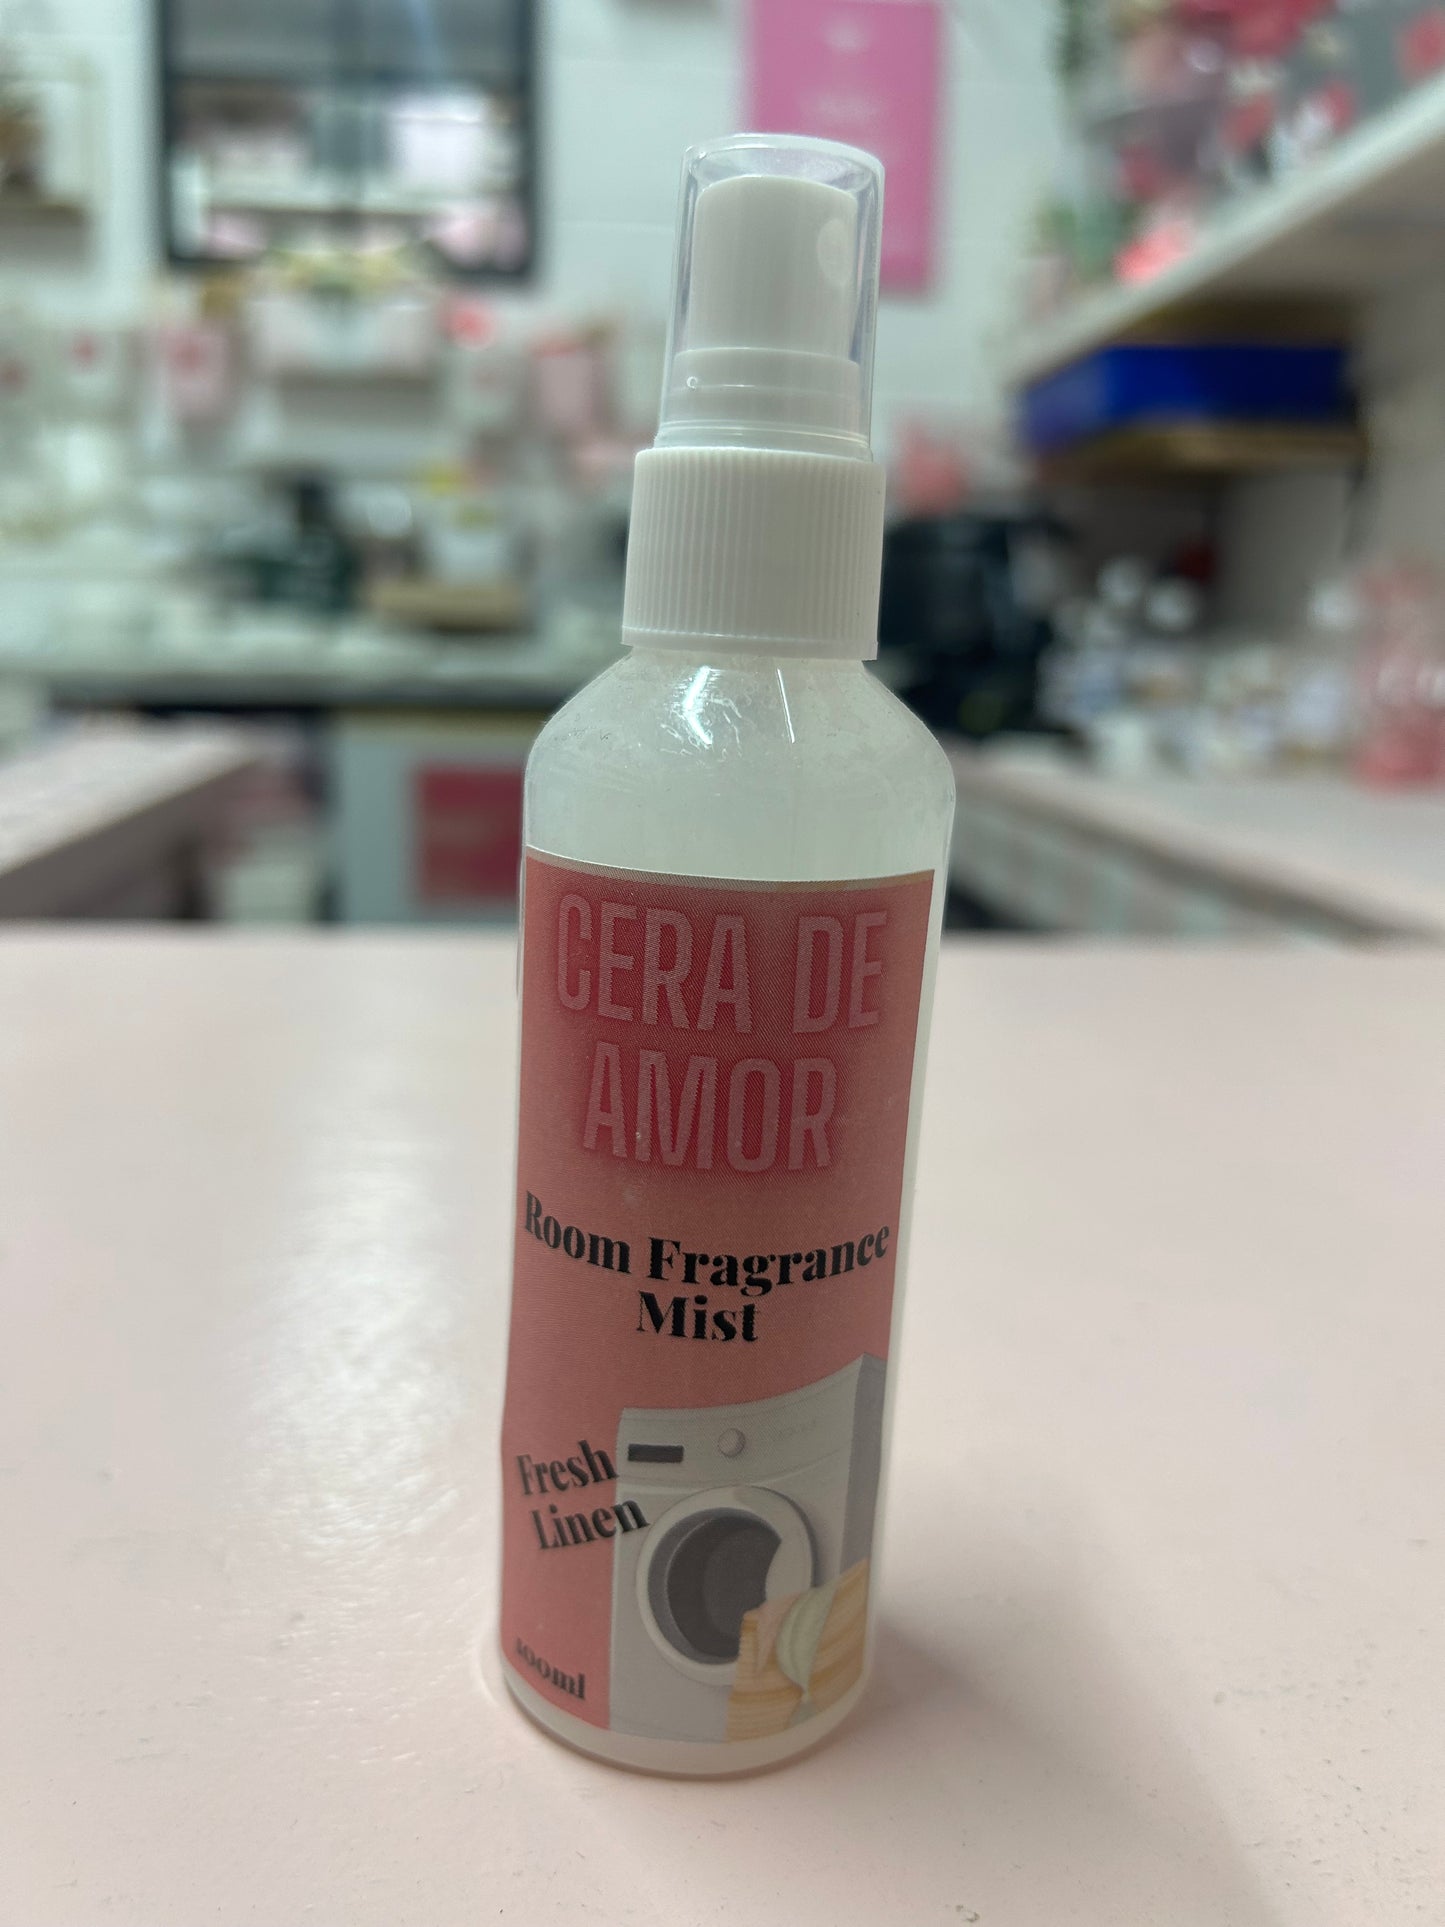 CERA DE
AMOR
Room Fragrance
Mist
Fresh
Linen
100ml